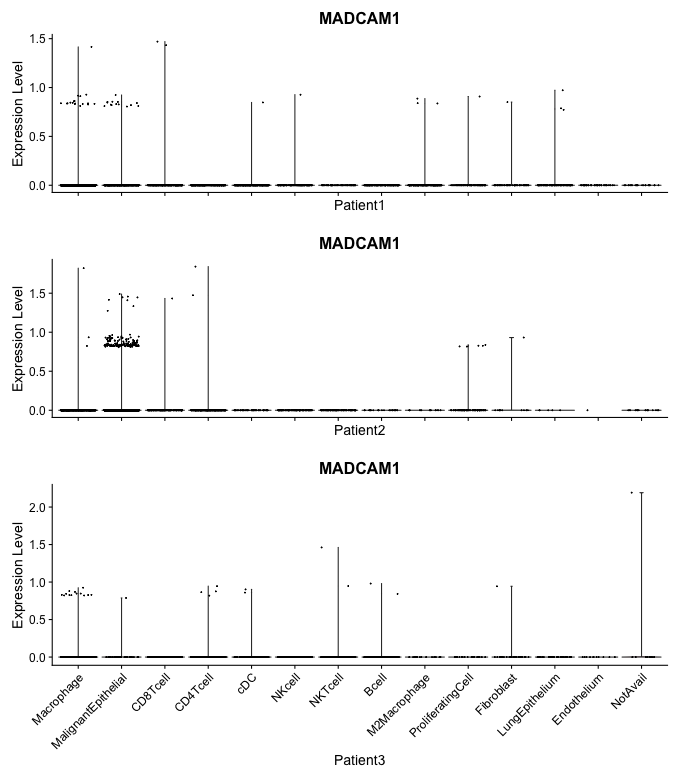 MADCAM1
Expression Level
1.5
1.0
0.5
0.0
Patient1
MADCAM1
Expression Level
1.5
1.0
0.5
0.0
Patient2
MADCAM1
Expression Level
2.0
1.5
1.0
0.5
0.0
Macrophage
MalignantEpithelial
CD8Tcell
CD4Tcell
cDC
NKcell
NKTcell
Bcell
M2Macrophage
ProliferatingCell
Fibroblast
LungEpithelium
Endothelium
NotAvail
Patient3